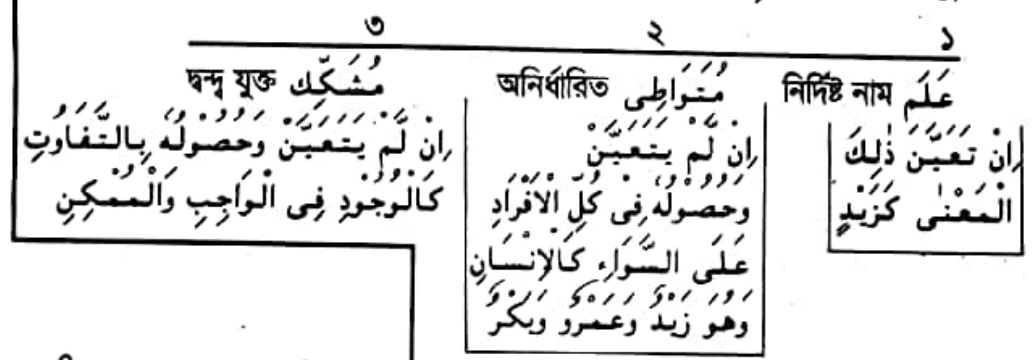 ১
عَلَم নির্দিষ্ট নাম
اِنْ تَعَيَّنَ ذٰلِكَ
الْمَعْنٰى كَزَيْدٍ
২
مُتَوَاطِى অনির্ধারিত
اِنْ لَّمْ يَتَعَيَّنْ
وَحُصُوْلُهٗ فِىْ كُلِّ الْاَفْرَادِ
عَلَى السَّوَاءِ كَالْاِنْسَانِ
وَهُوَ زَيْدٌ وَعَمْرٌو وَبَكْرٌ
৩
مُشَكِّك দ্বন্দ্ব যুক্ত
اِنْ لَّمْ يَتَعَيَّنْ وَحُصُوْلُهٗ بِالتَّفَاوُتِ
كَالْوُجُوْدِ فِى الْوَاجِبِ وَالْمُمْكِنِ